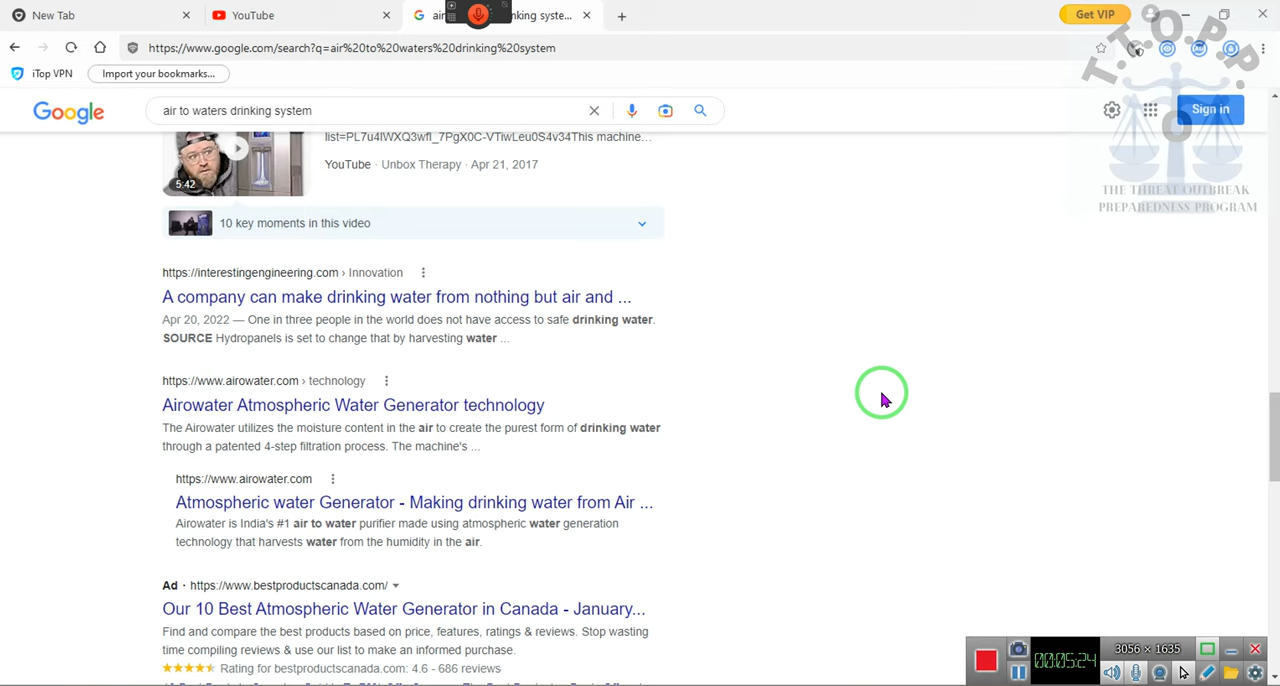 New Tab
YouTube
G air nking syste...
Get VIP
https://www.google.com/search?q=air%20to%20waters%20drinking%20system
iTop VPN
Import your bookmarks...
T.T.O.P.P.
Google
air to waters drinking system
Sign in
list=PL7u4IWXQ3wfI_7PgX0C-VTiwLeu0S4v34This machine...
YouTube · Unbox Therapy · Apr 21, 2017
5:42
THE THREAT OUTBREAK
PREPAREDNESS PROGRAM
10 key moments in this video
https://interestingengineering.com › Innovation
A company can make drinking water from nothing but air and ...
Apr 20, 2022 — One in three people in the world does not have access to safe drinking water.
SOURCE Hydropanels is set to change that by harvesting water ...
https://www.airowater.com › technology
Airowater Atmospheric Water Generator technology
The Airowater utilizes the moisture content in the air to create the purest form of drinking water
through a patented 4-step filtration process. The machine's ...
https://www.airowater.com
Atmospheric water Generator - Making drinking water from Air ...
Airowater is India's #1 air to water purifier made using atmospheric water generation
technology that harvests water from the humidity in the air.
Ad · https://www.bestproductscanada.com/
Our 10 Best Atmospheric Water Generator in Canada - January...
Find and compare the best products based on price, features, ratings & reviews. Stop wasting
time compiling reviews & use our list to make an informed purchase.
Rating for bestproductscanada.com: 4.6 - 686 reviews
3056 × 1635
00:05:24